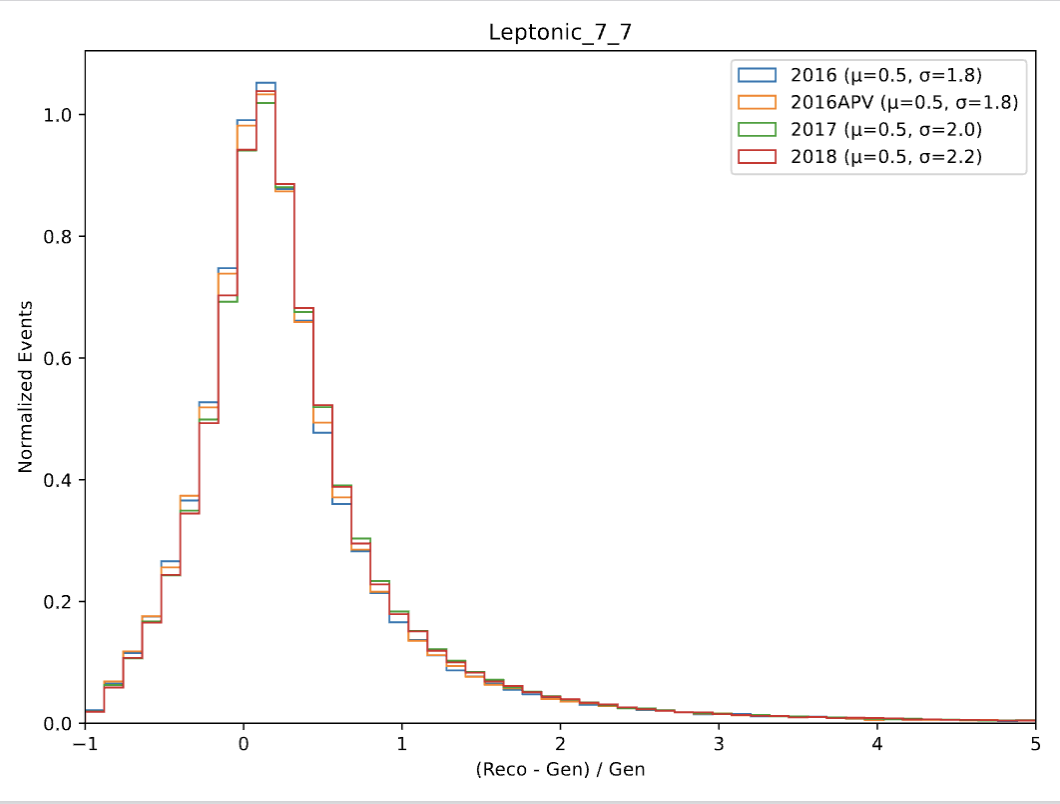 Leptonic_7_7
2016 (μ=0.5, σ=1.8)
2016APV (μ=0.5, σ=1.8)
2017 (μ=0.5, σ=2.0)
2018 (μ=0.5, σ=2.2)
Normalized Events
1.0
0.8
0.6
0.4
0.2
0.0
−1 0 1 2 3 4 5
(Reco - Gen) / Gen